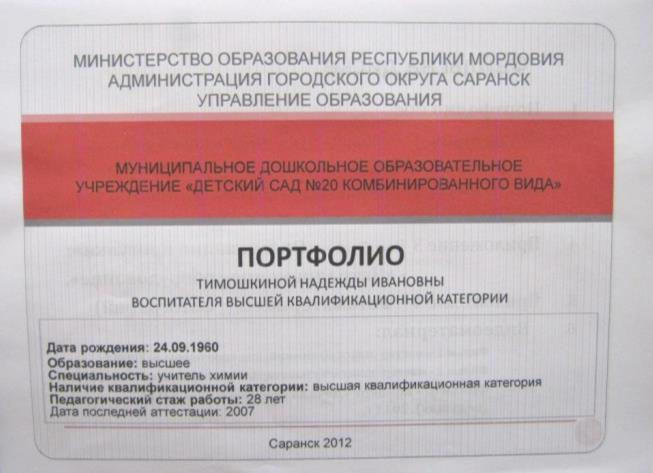 МИНИСТЕРСТВО ОБРАЗОВАНИЯ РЕСПУБЛИКИ МОРДОВИЯ
АДМИНИСТРАЦИЯ ГОРОДСКОГО ОКРУГА САРАНСК
УПРАВЛЕНИЕ ОБРАЗОВАНИЯ
МУНИЦИПАЛЬНОЕ ДОШКОЛЬНОЕ ОБРАЗОВАТЕЛЬНОЕ
УЧРЕЖДЕНИЕ «ДЕТСКИЙ САД №20 КОМБИНИРОВАННОГО ВИДА»
ПОРТФОЛИО
ТИМОШКИНОЙ НАДЕЖДЫ ИВАНОВНЫ
ВОСПИТАТЕЛЯ ВЫСШЕЙ КВАЛИФИКАЦИОННОЙ КАТЕГОРИИ
Дата рождения: 24.09.1960
Образование: высшее
Специальность: учитель химии
Наличие квалификационной категории: высшая квалификационная категория
Педагогический стаж работы: 28 лет
Дата последней аттестации: 2007
Саранск 2012